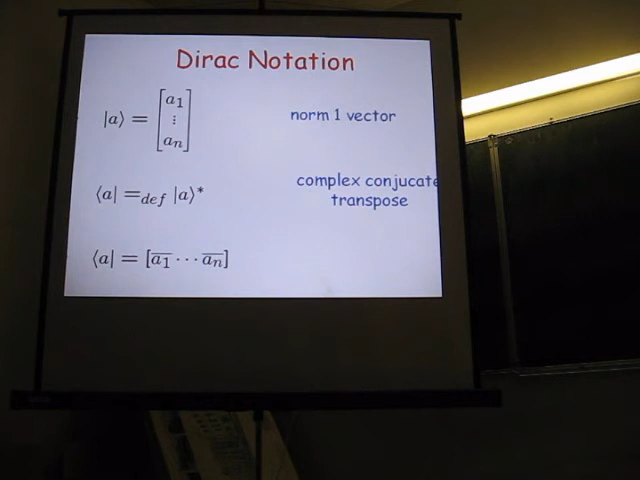 Dirac Notation
|a⟩ = [a₁ ⋮ aₙ] norm 1 vector
⟨a| =def |a⟩* complex conjucate
transpose
⟨a| = [a̅₁ ⋯ a̅ₙ]